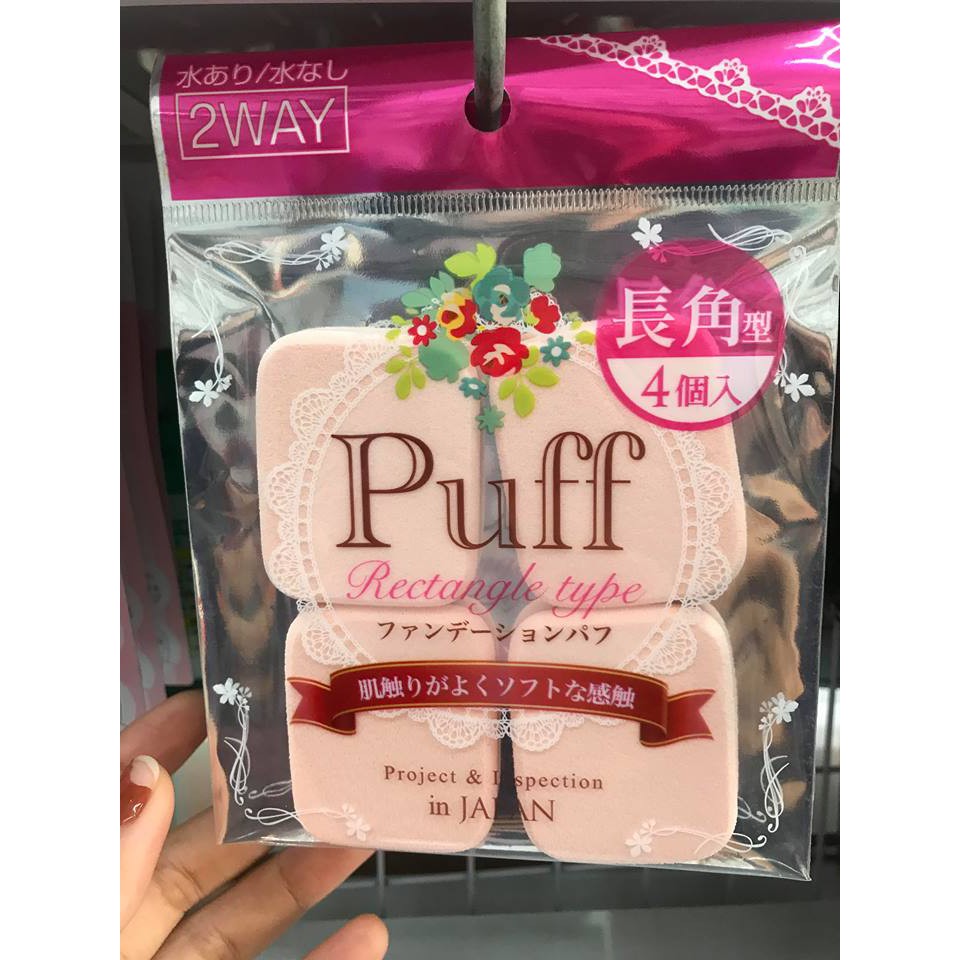 水あり/水なし
2WAY
長角型
4個入
Puff
Rectangle type
ファンデーションパフ
肌触りがよくソフトな感触
Project & Inspection
in JAPAN